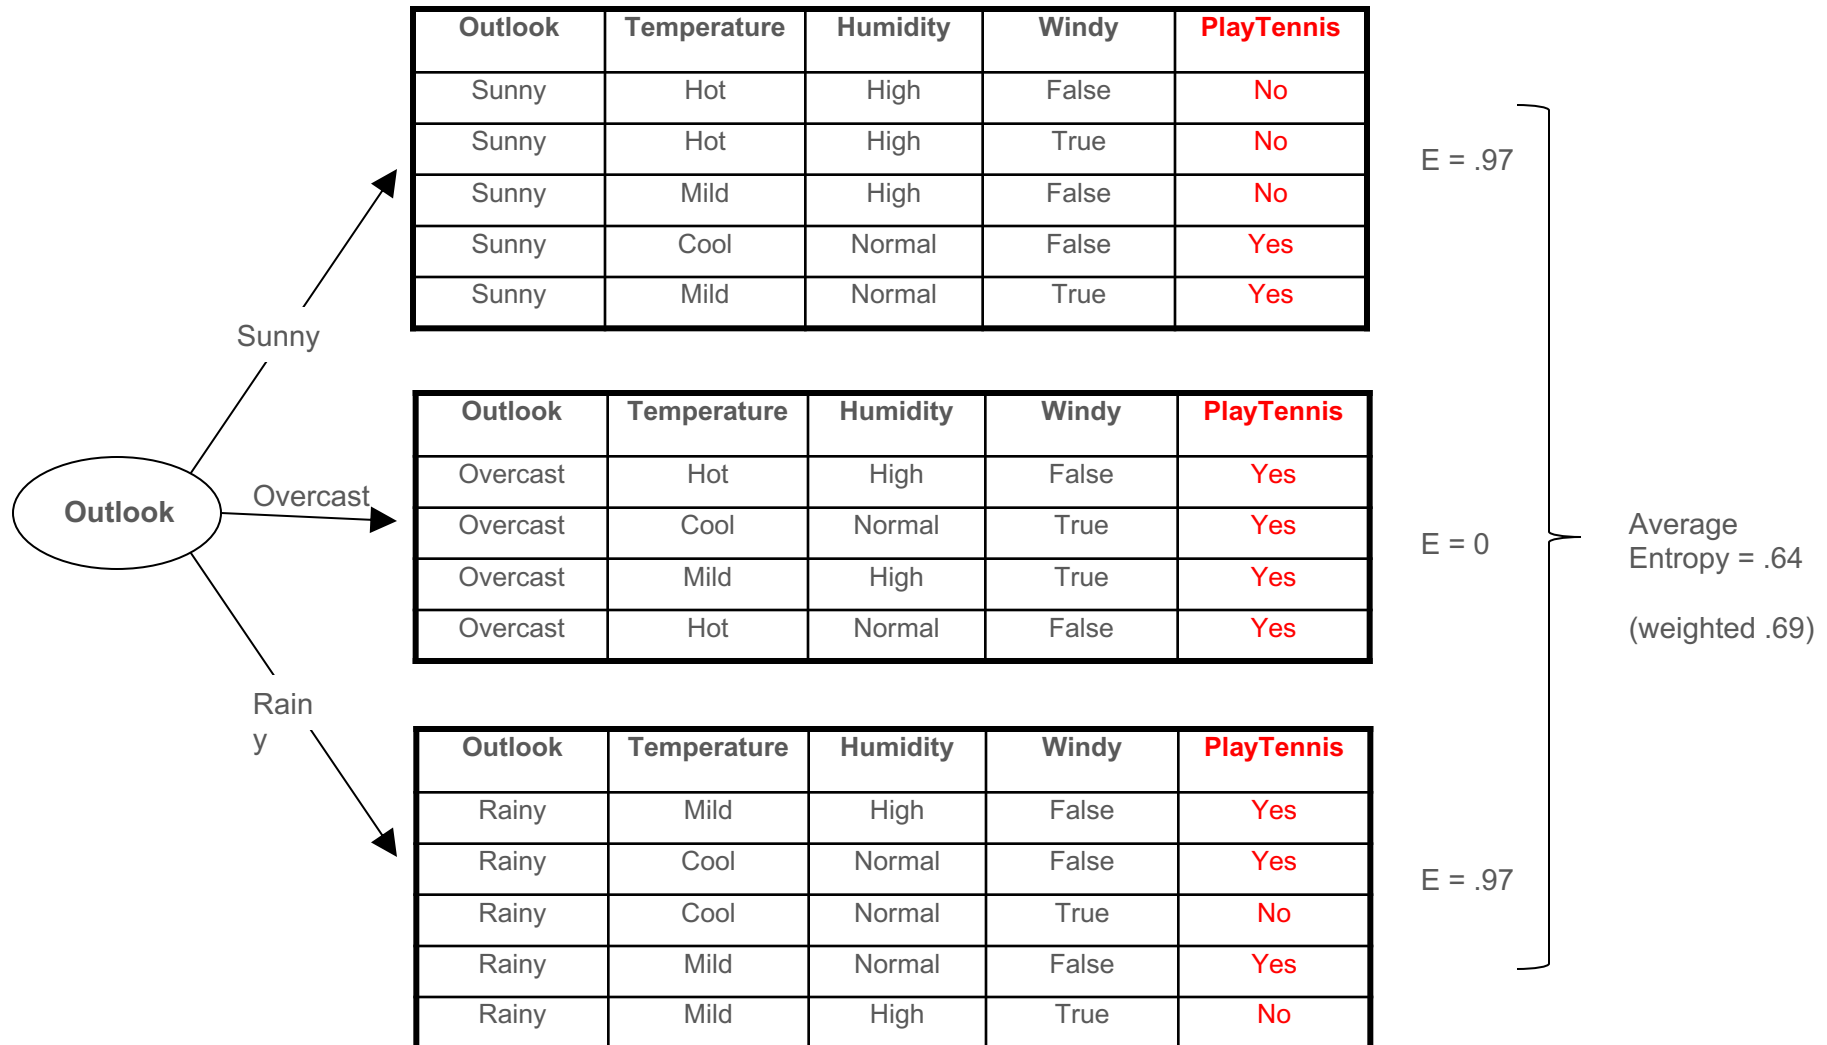 Outlook Temperature Humidity Windy PlayTennis
Sunny Hot High False No
Sunny Hot High True No
Sunny Mild High False No
Sunny Cool Normal False Yes
Sunny Mild Normal True Yes
E = .97
Sunny
Outlook Temperature Humidity Windy PlayTennis
Overcast Hot High False Yes
Overcast Cool Normal True Yes
Overcast Mild High True Yes
Overcast Hot Normal False Yes
Outlook
Overcast
E = 0
Average
Entropy = .64
(weighted .69)
Rain
y
Outlook Temperature Humidity Windy PlayTennis
Rainy Mild High False Yes
Rainy Cool Normal False Yes
Rainy Cool Normal True No
Rainy Mild Normal False Yes
Rainy Mild High True No
E = .97